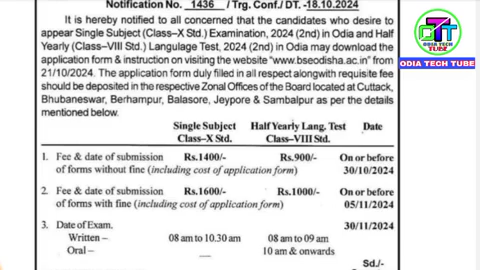 Notification No. 1436 / Trg. Conf./ DT. -18.10.2024
It is hereby notified to all concerned that the candidates who desire to
appear Single Subject (Class-X Std.) Examination, 2024 (2nd) in Odia and Half
Yearly (Class–VIII Std.) Langulage Test, 2024 (2nd) in Odia may download the
application form & instruction on visiting the website "www.bseodisha.ac.in" from
21/10/2024. The application form duly filled in all respect alongwith requisite fee
should be deposited in the respective Zonal Offices of the Board located at Cuttack,
Bhubaneswar, Berhampur, Balasore, Jeypore & Sambalpur as per the details
mentioned below.
Single Subject Half Yearly Lang. Test Date
Class–X Std. Class–VIII Std.
1. Fee & date of submission Rs.1400/- Rs.900/- On or before
of forms without fine (including cost of application form) 30/10/2024
2. Fee & date of submission Rs.1600/- Rs.1000/- On or before
of forms with fine (including cost of application form) 05/11/2024
3. Date of Exam. 30/11/2024
Written – 08 am to 10.30 am 08 am to 09 am
Oral – — 10 am & onwards
Sd./-
OTT
ODIA TECH
TUBE
ODIA TECH TUBE